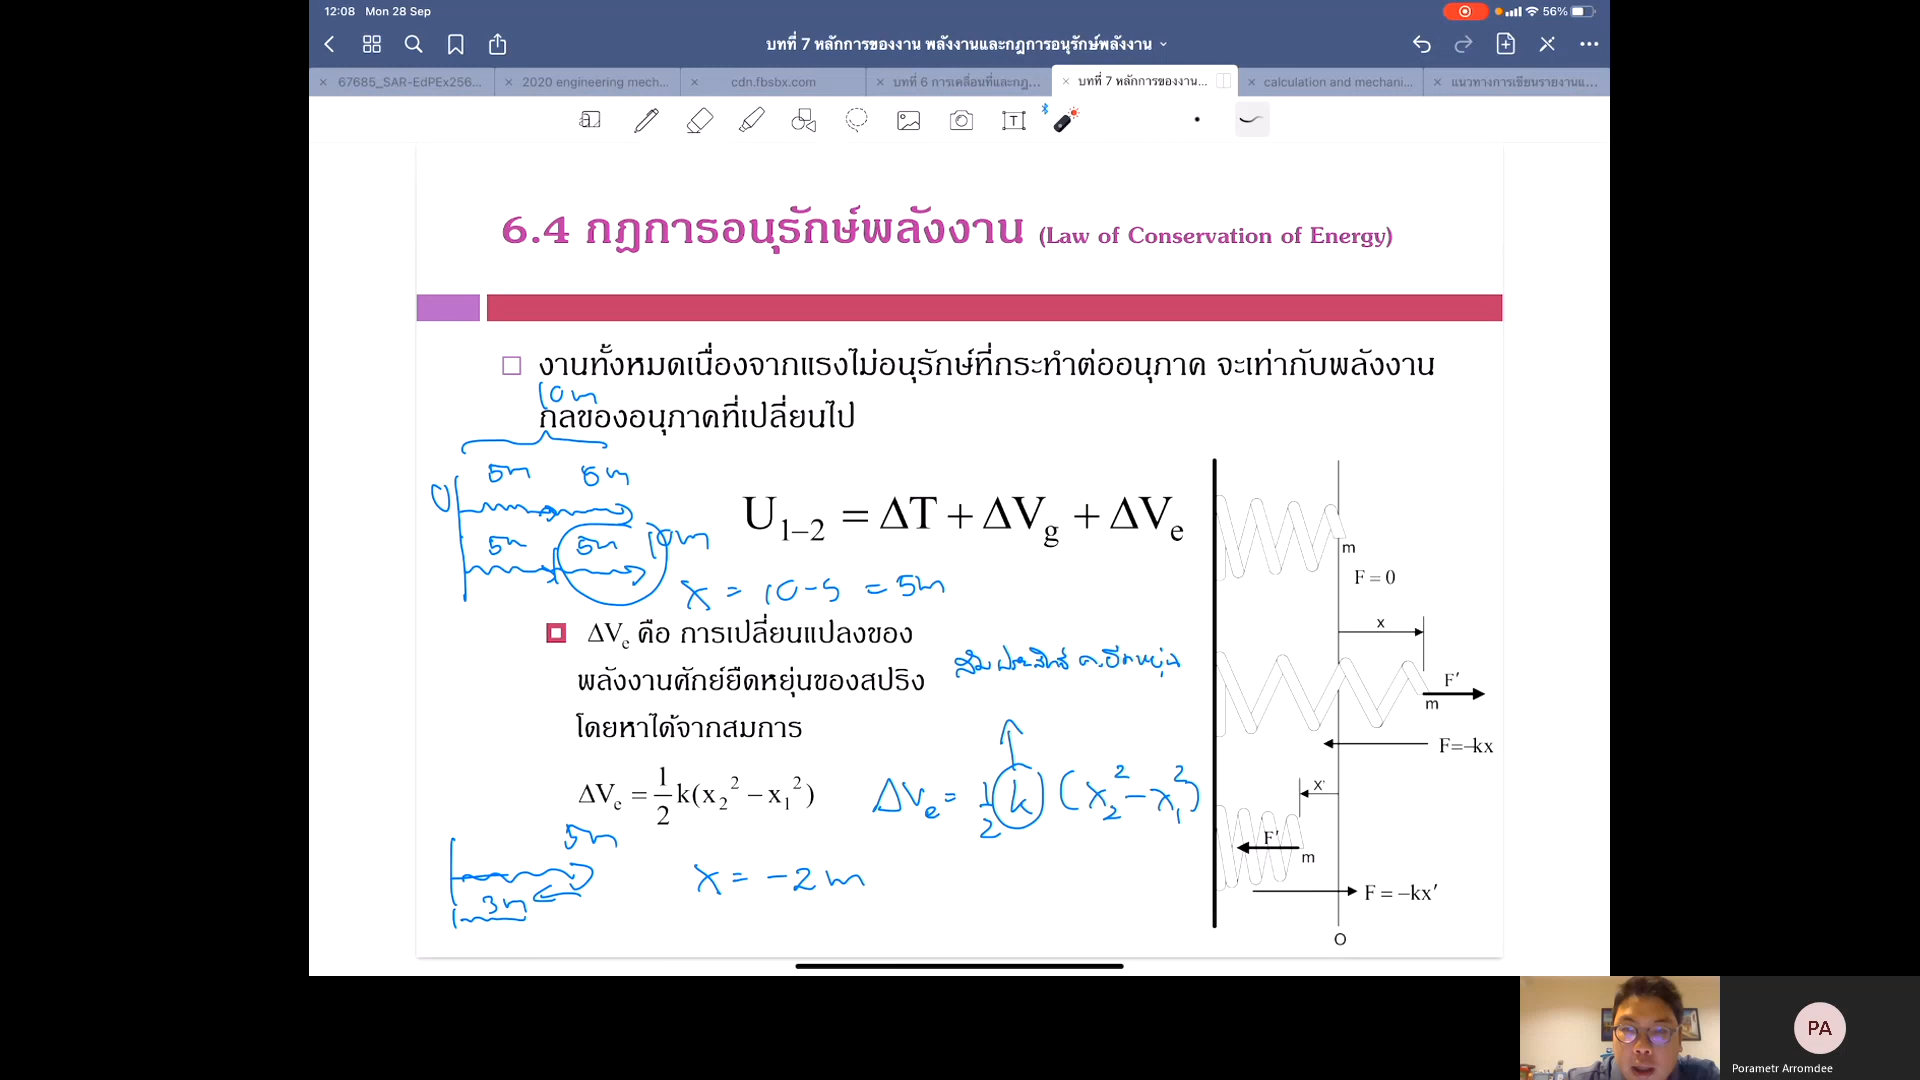 12:08 Mon 28 Sep
56%
บทที่ 7 หลักการของงาน พลังงานและกฎการอนุรักษ์พลังงาน
67685_SAR-EdPEx256...
2020 engineering mech...
cdn.fbsbx.com
บทที่ 6 การเคลื่อนที่และกฎ...
บทที่ 7 หลักการของงาน...
calculation and mechani...
แนวทางการเขียนรายงานแ...
6.4 กฎการอนุรักษ์พลังงาน (Law of Conservation of Energy)
งานทั้งหมดเนื่องจากแรงไม่อนุรักษ์ที่กระทำต่ออนุภาค จะเท่ากับพลังงาน
10m
กลของอนุภาคที่เปลี่ยนไป
5m 5m
U₁₋₂ = ΔT + ΔVg + ΔVe
5m 5m 10m
x = 10-5 = 5m
ΔVe คือ การเปลี่ยนแปลงของ
พลังงานศักย์ยืดหยุ่นของสปริง
โดยหาได้จากสมการ
ΔVe = 1/2 k(x₂² − x₁²)
ΔVe = 1/2 k (x₂² − x₁²)
5m
3m
x = -2m
m
F = 0
x
F′
m
F=−kx
x'
F′
m
F = −kx′
O
PA
Porametr Arromdee